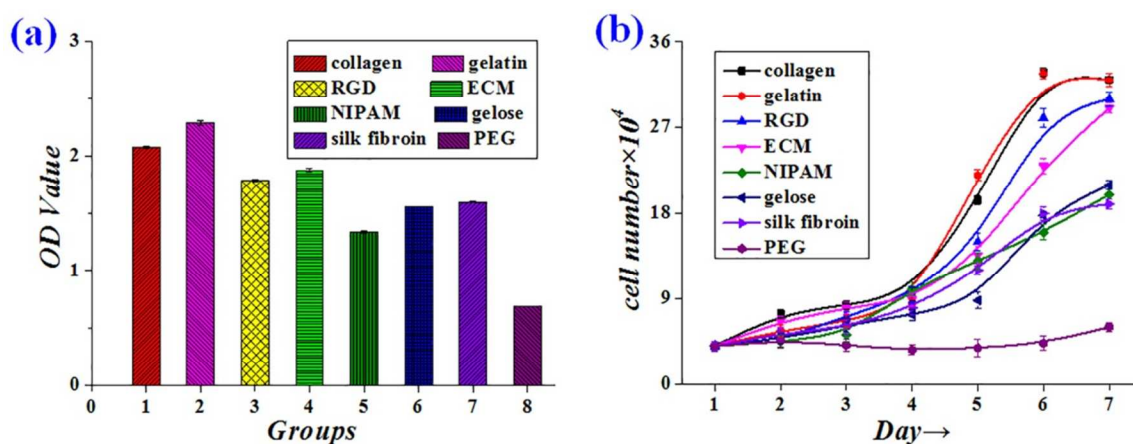 (a)
OD Value
3
2
1
0
collagen gelatin
RGD ECM
NIPAM gelose
silk fibroin PEG
0 1 2 3 4 5 6 7 8
Groups
(b)
cell number×10⁴
36
27
18
9
0
collagen
gelatin
RGD
ECM
NIPAM
gelose
silk fibroin
PEG
1 2 3 4 5 6 7
Day→